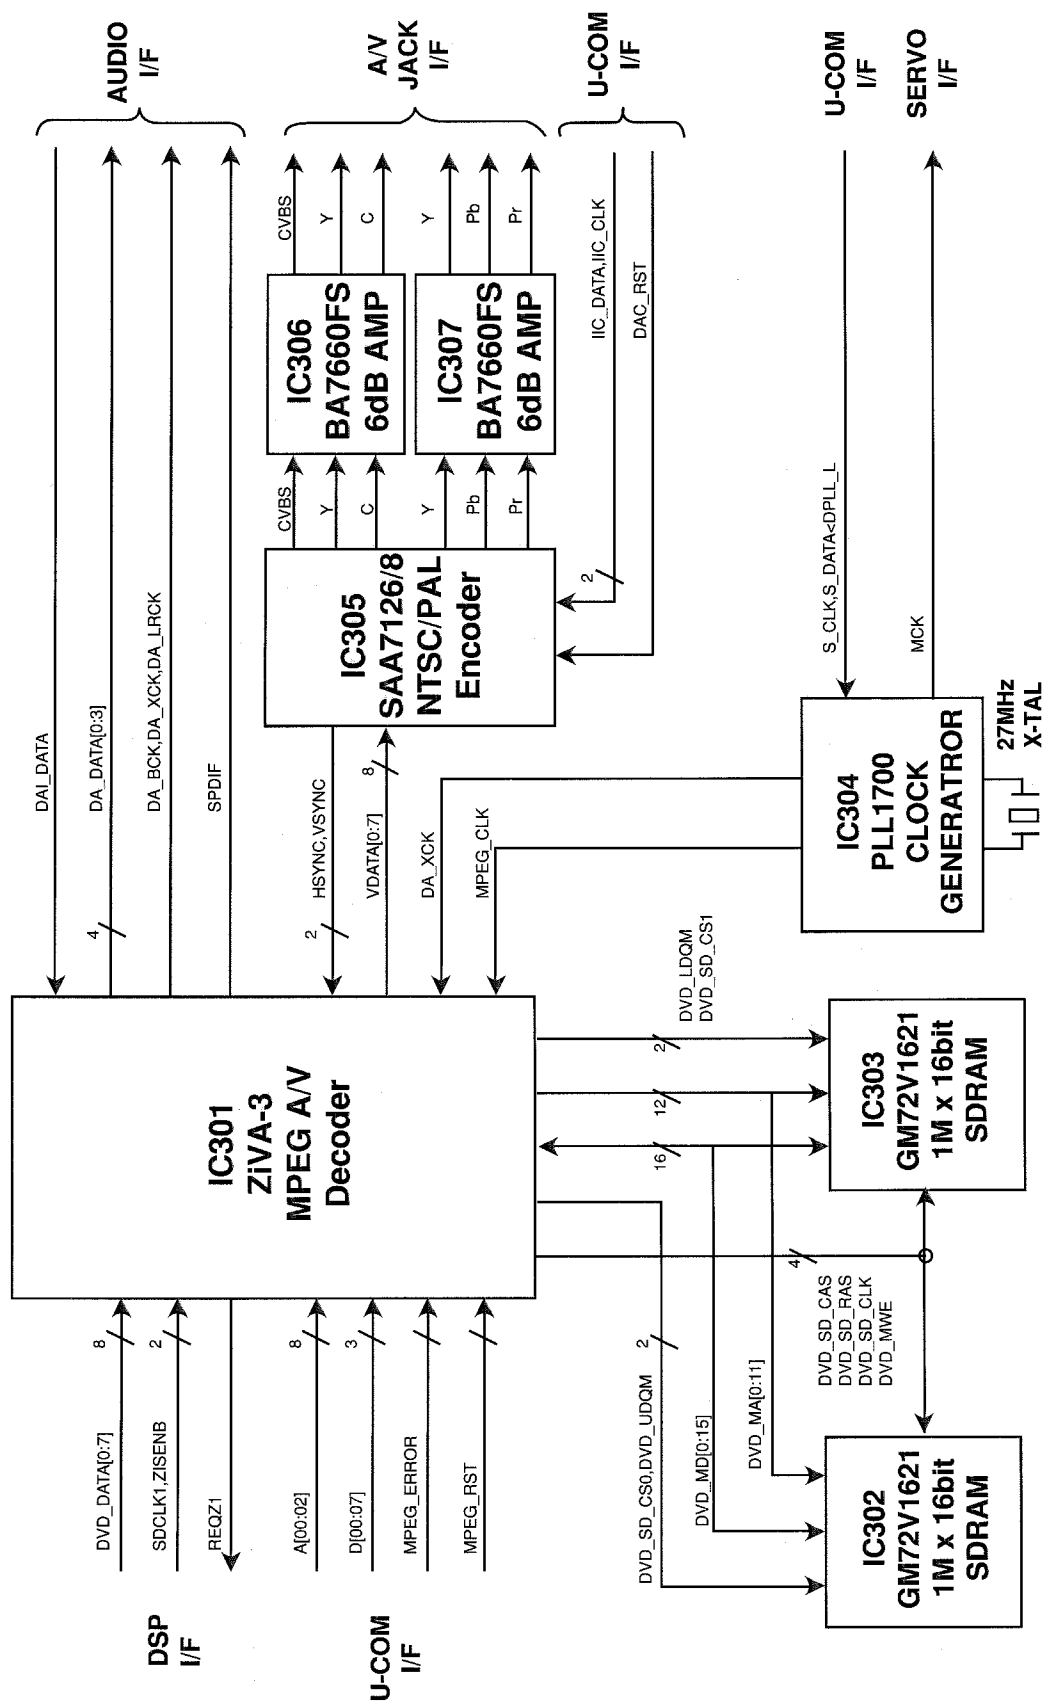 DSP
I/F
U-COM
I/F
DVD_DATA[0:7]
8
SDCLK1,ZISENB
2
REQZ1
A[00:02]
8
D[00:07]
3
MPEG_ERROR
MPEG_RST
IC301
ZiVA-3
MPEG A/V
Decoder
DAI_DATA
DA_DATA[0:3]
4
DA_BCK,DA_XCK,DA_LRCK
SPDIF
AUDIO
I/F
HSYNC,VSYNC
2
VDATA[0:7]
8
DA_XCK
MPEG_CLK
IC305
SAA7126/8
NTSC/PAL
Encoder
CVBS
Y
C
Y
Pb
Pr
IC306
BA7660FS
6dB AMP
IC307
BA7660FS
6dB AMP
CVBS
Y
C
Y
Pb
Pr
A/V
JACK
I/F
2
IIC_DATA,IIC_CLK
DAC_RST
U-COM
I/F
DVD_SD_CS0,DVD_UDQM
2
DVD_MD[0:15]
16
DVD_MA[0:11]
12
2
DVD_LDQM
DVD_SD_CS1
4
DVD_SD_CAS
DVD_SD_RAS
DVD_SD_CLK
DVD_MWE
IC302
GM72V1621
1M x 16bit
SDRAM
IC303
GM72V1621
1M x 16bit
SDRAM
IC304
PLL1700
CLOCK
GENERATROR
27MHz
X-TAL
S_CLK,S_DATA<DPLL_L
MCK
U-COM
I/F
SERVO
I/F